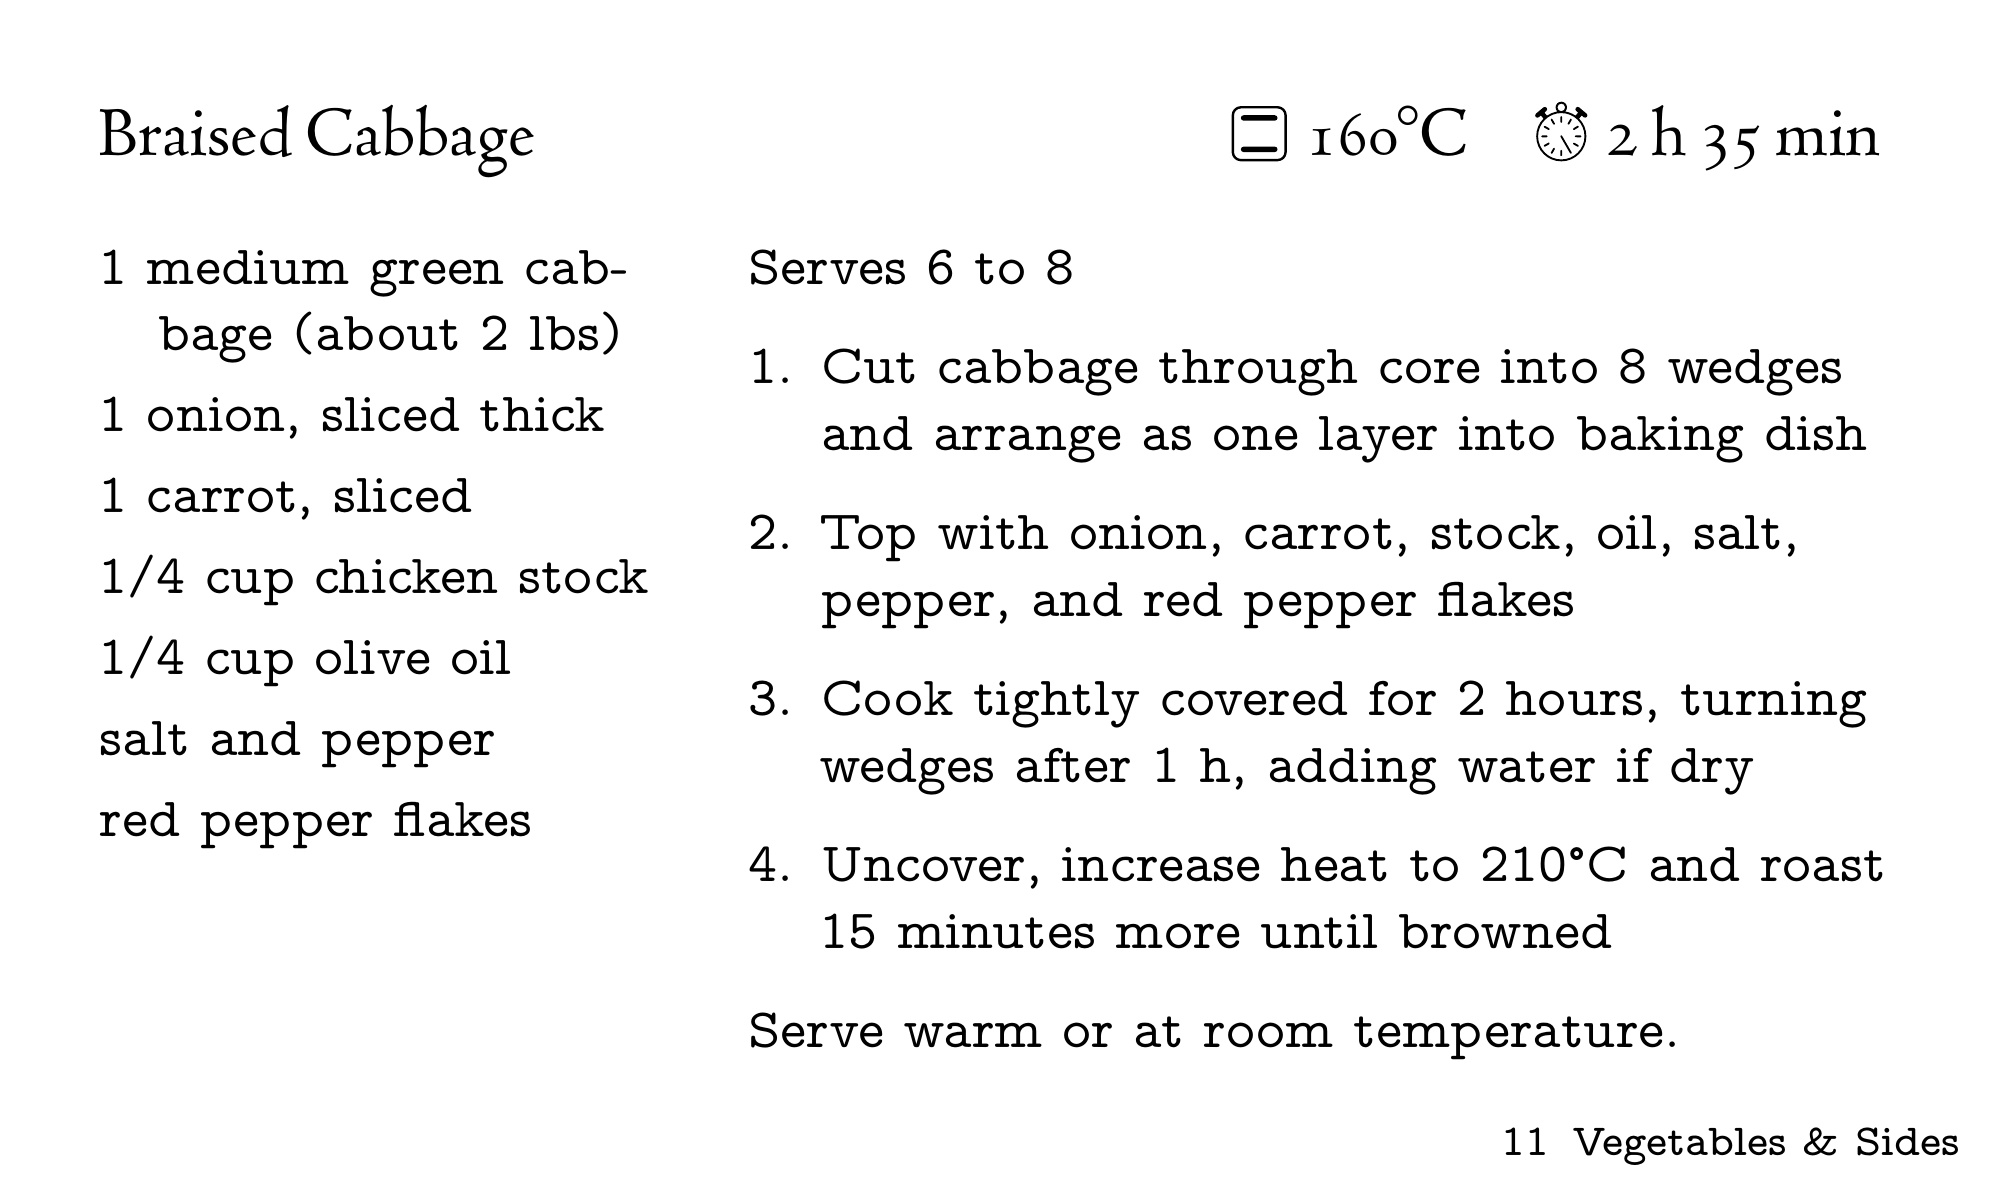 Braised Cabbage
160°C 2 h 35 min
1 medium green cab-
bage (about 2 lbs)
1 onion, sliced thick
1 carrot, sliced
1/4 cup chicken stock
1/4 cup olive oil
salt and pepper
red pepper flakes
Serves 6 to 8
1. Cut cabbage through core into 8 wedges
and arrange as one layer into baking dish
2. Top with onion, carrot, stock, oil, salt,
pepper, and red pepper flakes
3. Cook tightly covered for 2 hours, turning
wedges after 1 h, adding water if dry
4. Uncover, increase heat to 210°C and roast
15 minutes more until browned
Serve warm or at room temperature.
11 Vegetables & Sides